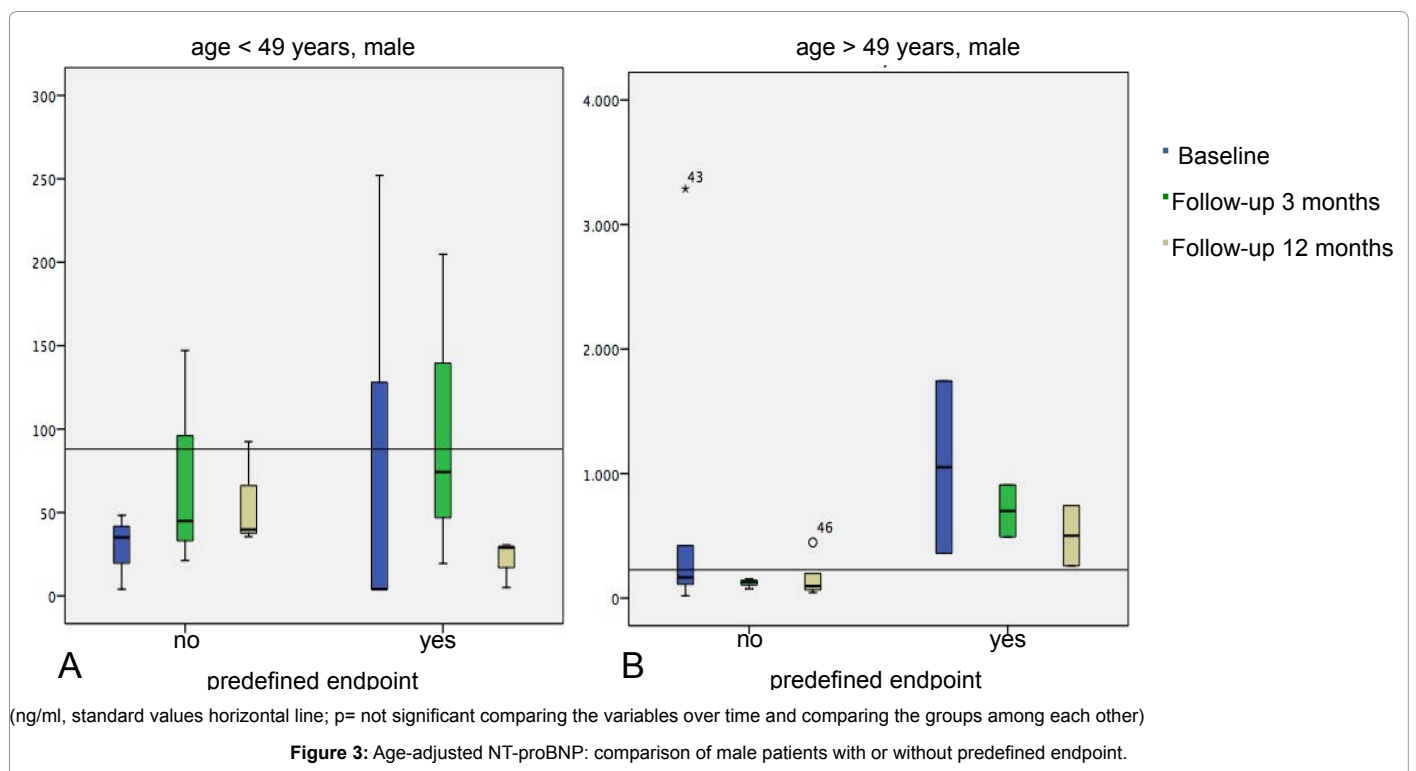 age < 49 years, male
300
250
200
150
100
50
0
no
yes
A
predefined endpoint
age > 49 years, male
4.000
3.000
2.000
1.000
0
*43
46
no
yes
B
predefined endpoint
Baseline
Follow-up 3 months
Follow-up 12 months
(ng/ml, standard values horizontal line; p= not significant comparing the variables over time and comparing the groups among each other)
Figure 3: Age-adjusted NT-proBNP: comparison of male patients with or without predefined endpoint.